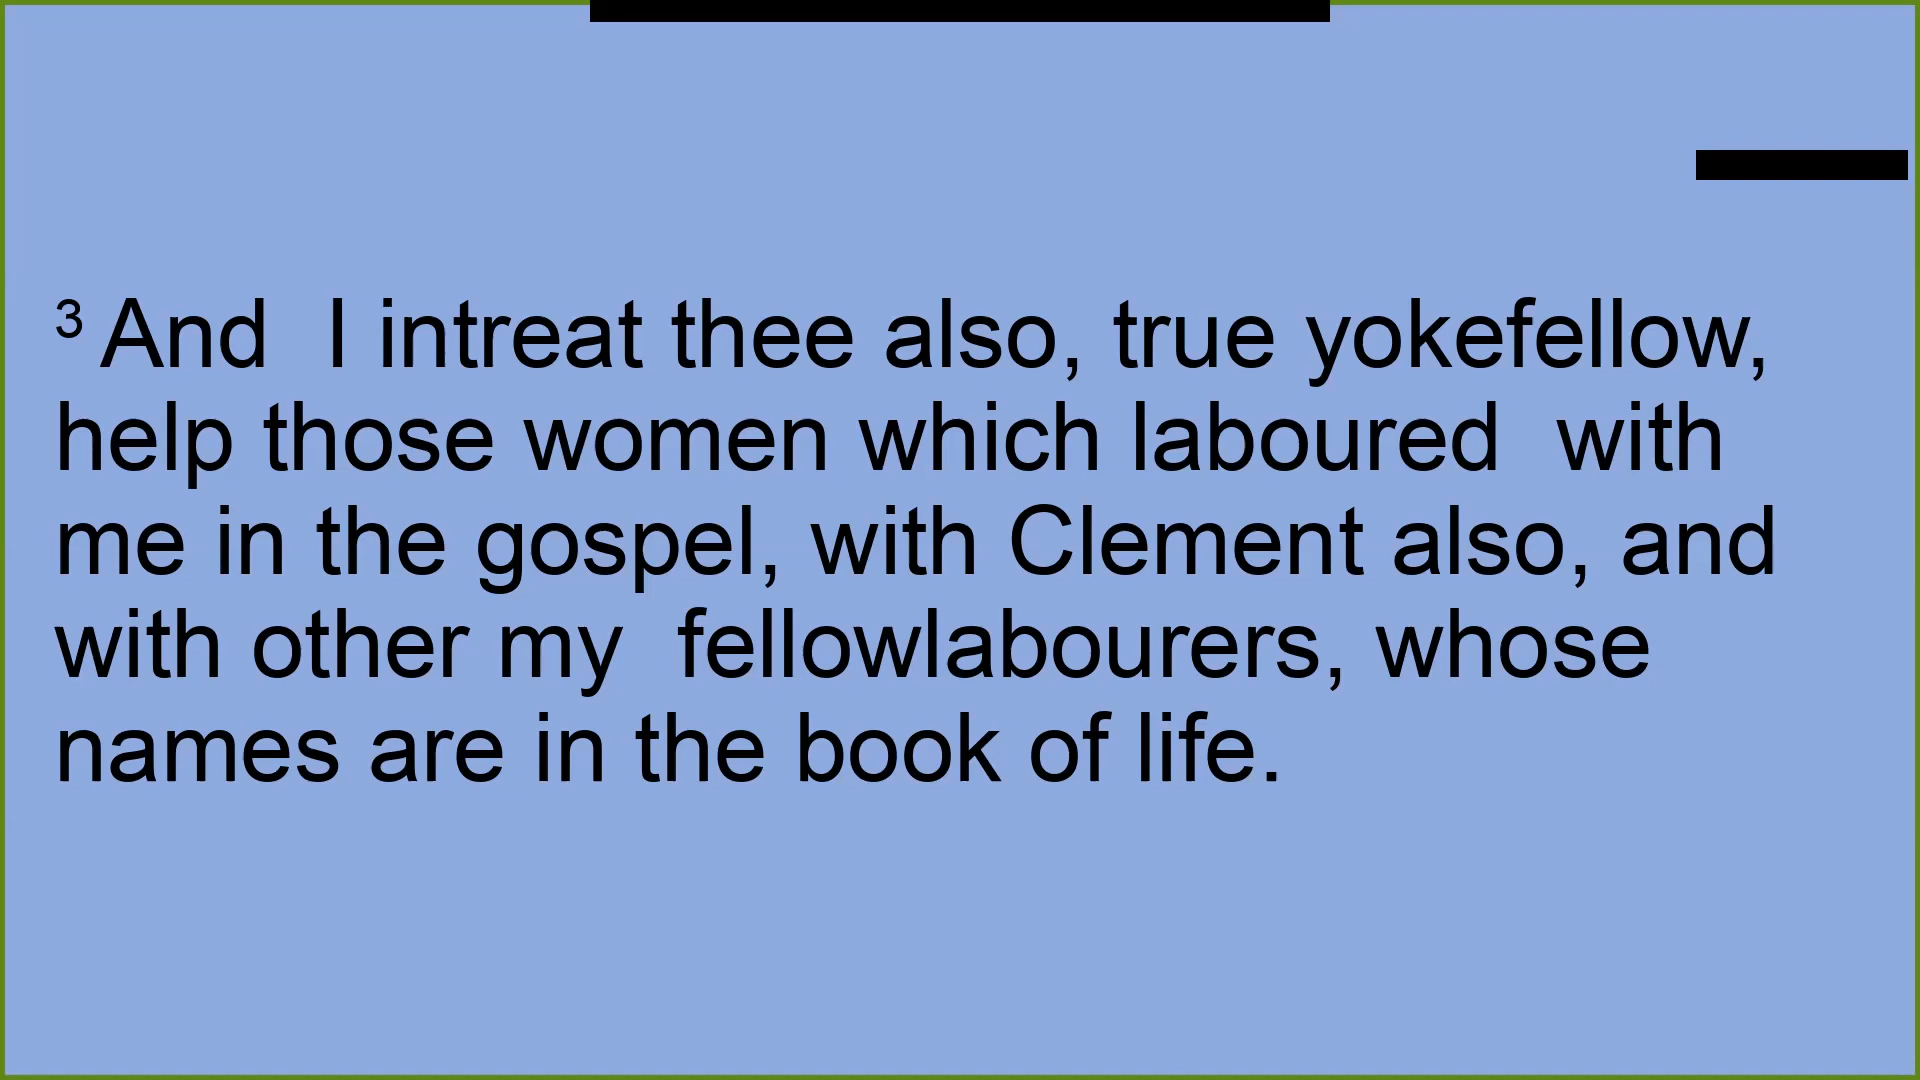 3 And  I intreat thee also, true yokefellow,
help those women which laboured  with
me in the gospel, with Clement also, and
with other my  fellowlabourers, whose
names are in the book of life.